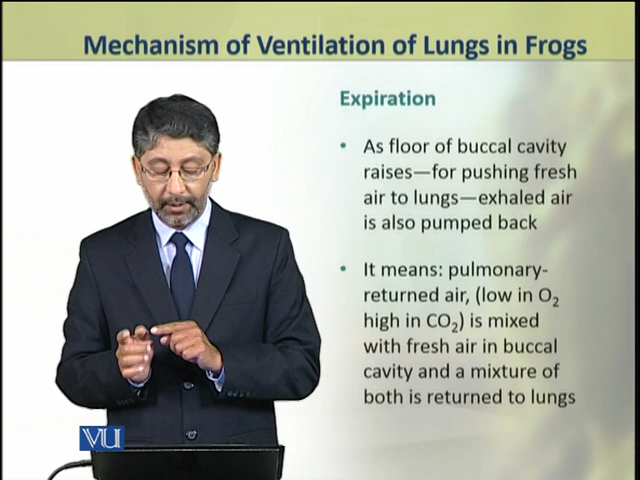 Mechanism of Ventilation of Lungs in Frogs
Expiration
• As floor of buccal cavity
raises—for pushing fresh
air to lungs—exhaled air
is also pumped back
• It means: pulmonary-
returned air, (low in O₂
high in CO₂) is mixed
with fresh air in buccal
cavity and a mixture of
both is returned to lungs
VU